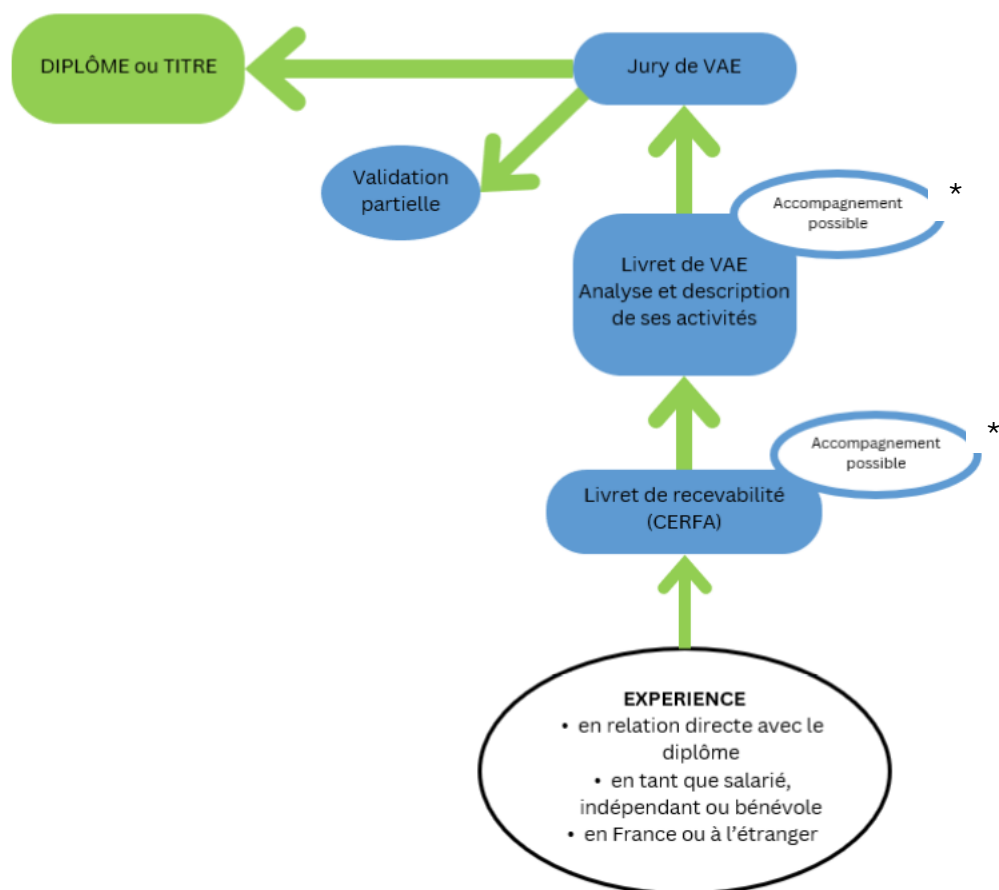 DIPLÔME ou TITRE
Jury de VAE
Validation
partielle
Accompagnement
possible
*
Livret de VAE
Analyse et description
de ses activités
Accompagnement
possible
*
Livret de recevabilité
(CERFA)
EXPERIENCE
• en relation directe avec le
diplôme
• en tant que salarié,
indépendant ou bénévole
• en France ou à l'étranger